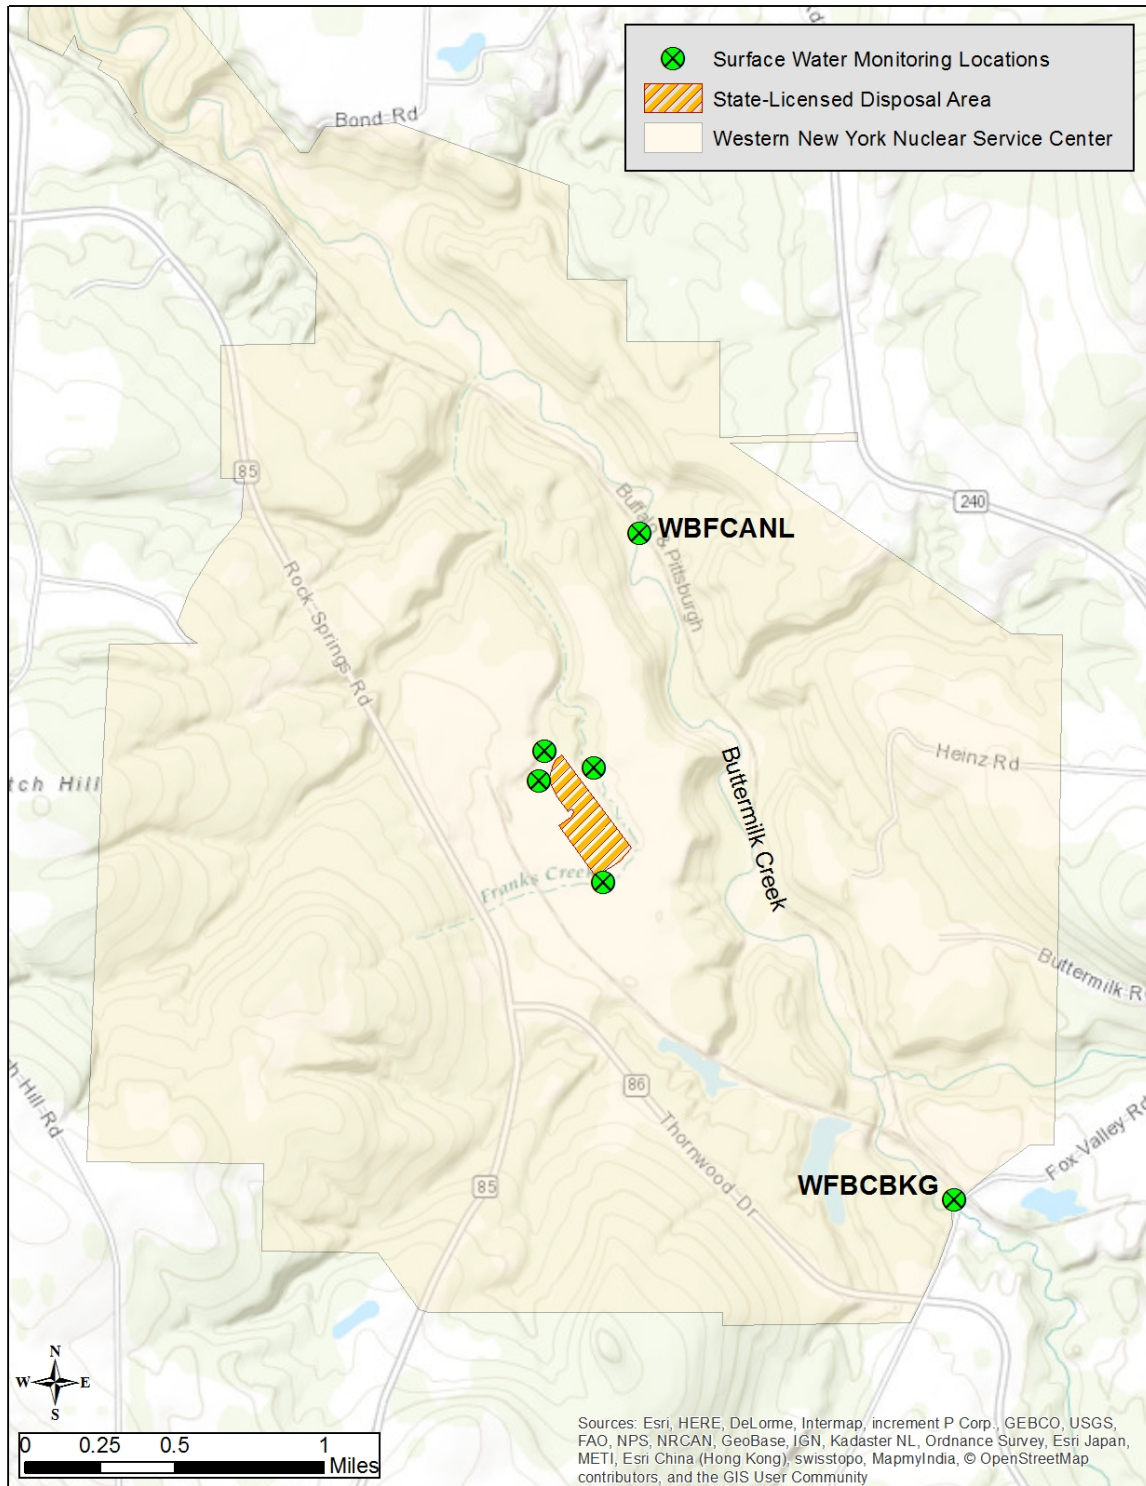 Surface Water Monitoring Locations
State-Licensed Disposal Area
Western New York Nuclear Service Center
Bond Rd
Rd
85
240
Buffalo & Pittsburgh
WBFCANL
Rock Springs Rd
Heinz Rd
tch Hill
Buttermilk Creek
Franks Creek
Buttermilk R
86
h Hill Rd
Thornwood Dr
Fox Valley Rd
85
WFBCBKG
N
W E
S
0 0.25 0.5 1
Miles
Sources: Esri, HERE, DeLorme, Intermap, increment P Corp., GEBCO, USGS,
FAO, NPS, NRCAN, GeoBase, IGN, Kadaster NL, Ordnance Survey, Esri Japan,
METI, Esri China (Hong Kong), swisstopo, MapmyIndia, © OpenStreetMap
contributors, and the GIS User Community